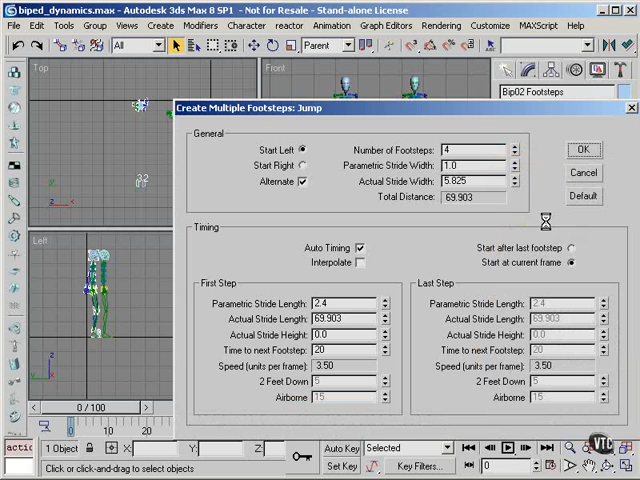 biped_dynamics.max - Autodesk 3ds Max 8 SP1 - Not for Resale - Stand-alone License
File Edit Tools Group Views Create Modifiers Character reactor Animation Graph Editors Rendering Customize MAXScript Help
All Parent
Top
Front
Bip02 Footsteps
Create Multiple Footsteps: Jump
General
Start Left
Number of Footsteps: 4
OK
Start Right
Parametric Stride Width: 1.0
Cancel
Alternate
Actual Stride Width: 5.825
Total Distance: 69.903
Default
Timing
Auto Timing
Start after last footstep
Interpolate
Start at current frame
Left
First Step
Last Step
Parametric Stride Length: 2.4
Parametric Stride Length: 2.4
Actual Stride Length: 69.903
Actual Stride Length: 69.903
Actual Stride Height: 0.0
Actual Stride Height: 0.0
Time to next Footstep: 20
Time to next Footstep: 20
Speed (units per frame): 3.50
Speed (units per frame): 3.50
2 Feet Down: 5
2 Feet Down: 5
Airborne 15
Airborne 15
0 / 100
0 10 20
VTC
actio
1 Object
X: Y: Z:
Auto Key Selected
Click or click-and-drag to select objects
Set Key Key Filters... 0